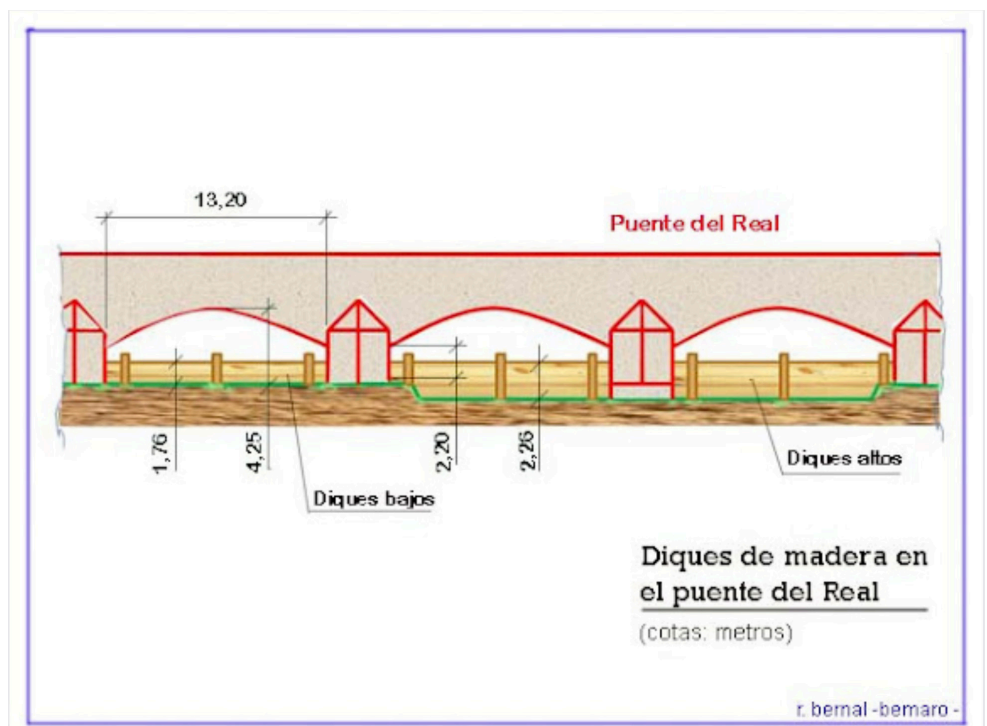 13,20
Puente del Real
1,76
4,25
2,20
2,26
Diques altos
Diques bajos
Diques de madera en
el puente del Real
(cotas: metros)
r. bernal -bemaro -